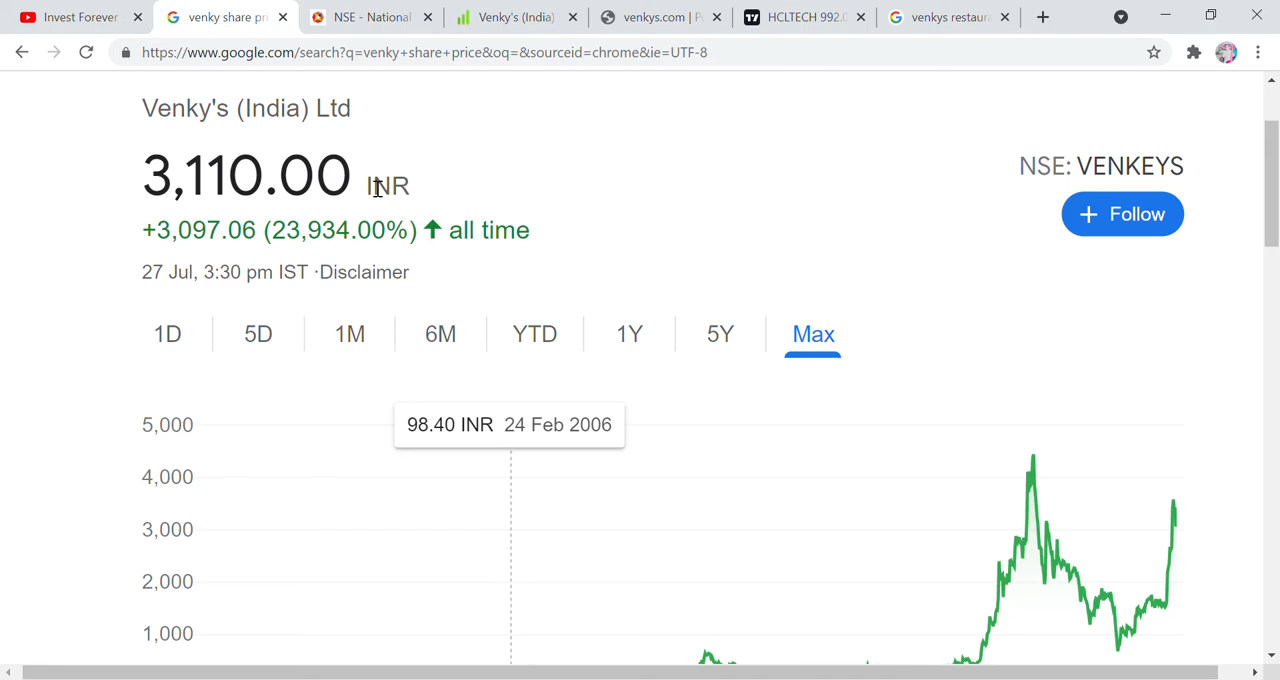 Invest Forever
venky share pri
NSE - National
Venky's (India)
venkys.com | P
HCLTECH 992.
venkys restaur
https://www.google.com/search?q=venky+share+price&oq=&sourceid=chrome&ie=UTF-8
Venky's (India) Ltd
3,110.00 INR
NSE: VENKEYS
+ Follow
+3,097.06 (23,934.00%) ↑ all time
27 Jul, 3:30 pm IST ·Disclaimer
1D 5D 1M 6M YTD 1Y 5Y Max
98.40 INR 24 Feb 2006
5,000
4,000
3,000
2,000
1,000